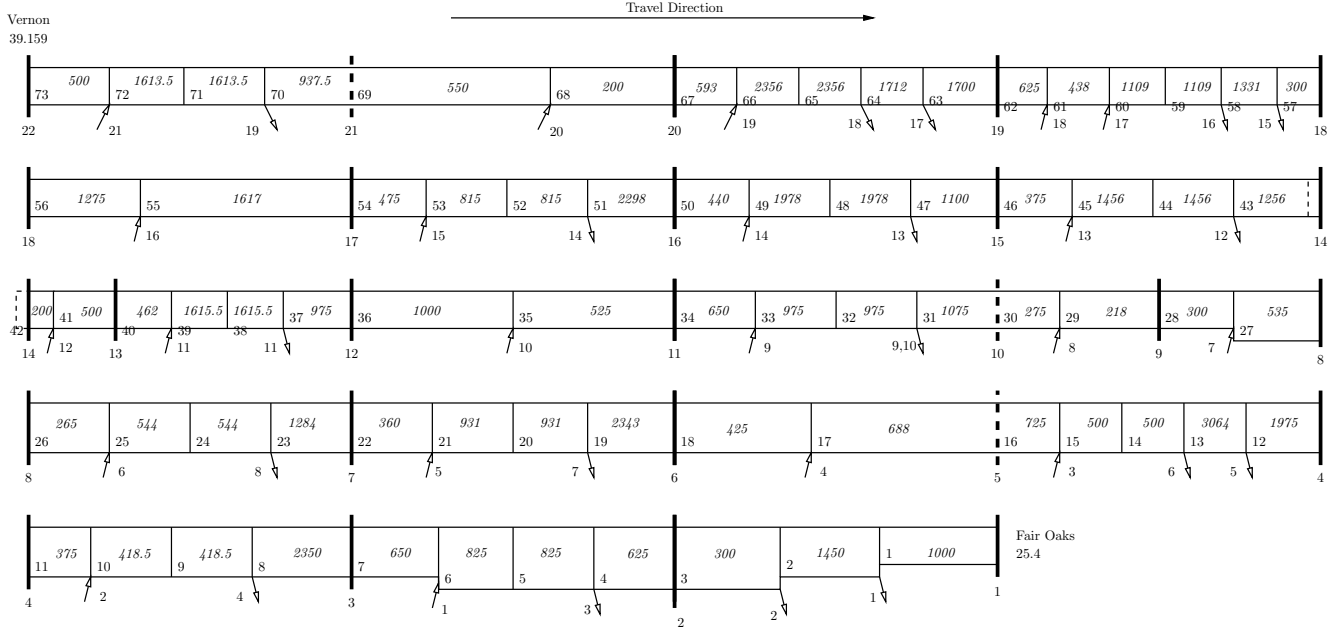 Travel Direction
Vernon
39.159
500 1613.5 1613.5 937.5 550 200 593 2356 2356 1712 1700 625 438 1109 1109 1331 300
73 72 71 70 69 68 67 66 65 64 63 62 61 60 59 58 57
22 21 19 21 20 20 19 18 17 19 18 17 16 15 18
1275 1617 475 815 815 2298 440 1978 1978 1100 375 1456 1456 1256
56 55 54 53 52 51 50 49 48 47 46 45 44 43
18 16 17 15 14 16 14 13 15 13 12 14
200 500 462 1615.5 1615.5 975 1000 525 650 975 975 1075 275 218 300 535
42 41 40 39 38 37 36 35 34 33 32 31 30 29 28 27
14 12 13 11 11 12 10 11 9 9,10 10 8 9 7 8
265 544 544 1284 360 931 931 2343 425 688 725 500 500 3064 1975
26 25 24 23 22 21 20 19 18 17 16 15 14 13 12
8 6 8 7 5 7 6 4 5 3 6 5 4
375 418.5 418.5 2350 650 825 825 625 300 1450 1000
11 10 9 8 7 6 5 4 3 2 1
4 2 4 3 1 3 2 2 1 1
Fair Oaks
25.4